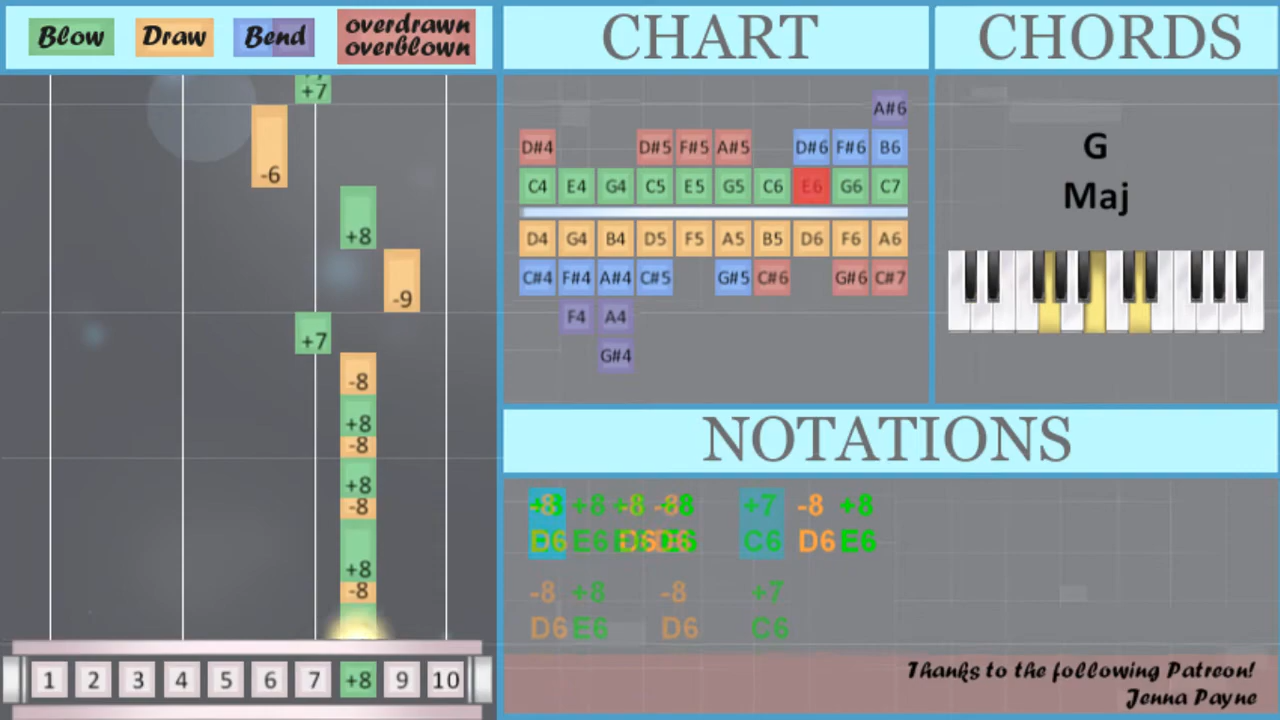 Blow Draw Bend overdrawn
overblown
CHART
CHORDS
+7
-6
+8
-9
+7
-8
+8
-8
+8
-8
+8
-8
1 2 3 4 5 6 7 +8 9 10
A#6
D#4 D#5 F#5 A#5 D#6 F#6 B6
C4 E4 G4 C5 E5 G5 C6 E6 G6 C7
D4 G4 B4 D5 F5 A5 B5 D6 F6 A6
C#4 F#4 A#4 C#5 G#5 C#6 G#6 C#7
F4 A4
G#4
G
Maj
NOTATIONS
+8 +7 -8 +8
E6 C6 D6 E6
-8 +8 -8 +7
D6 E6 D6 C6
Thanks to the following Patreon!
Jenna Payne